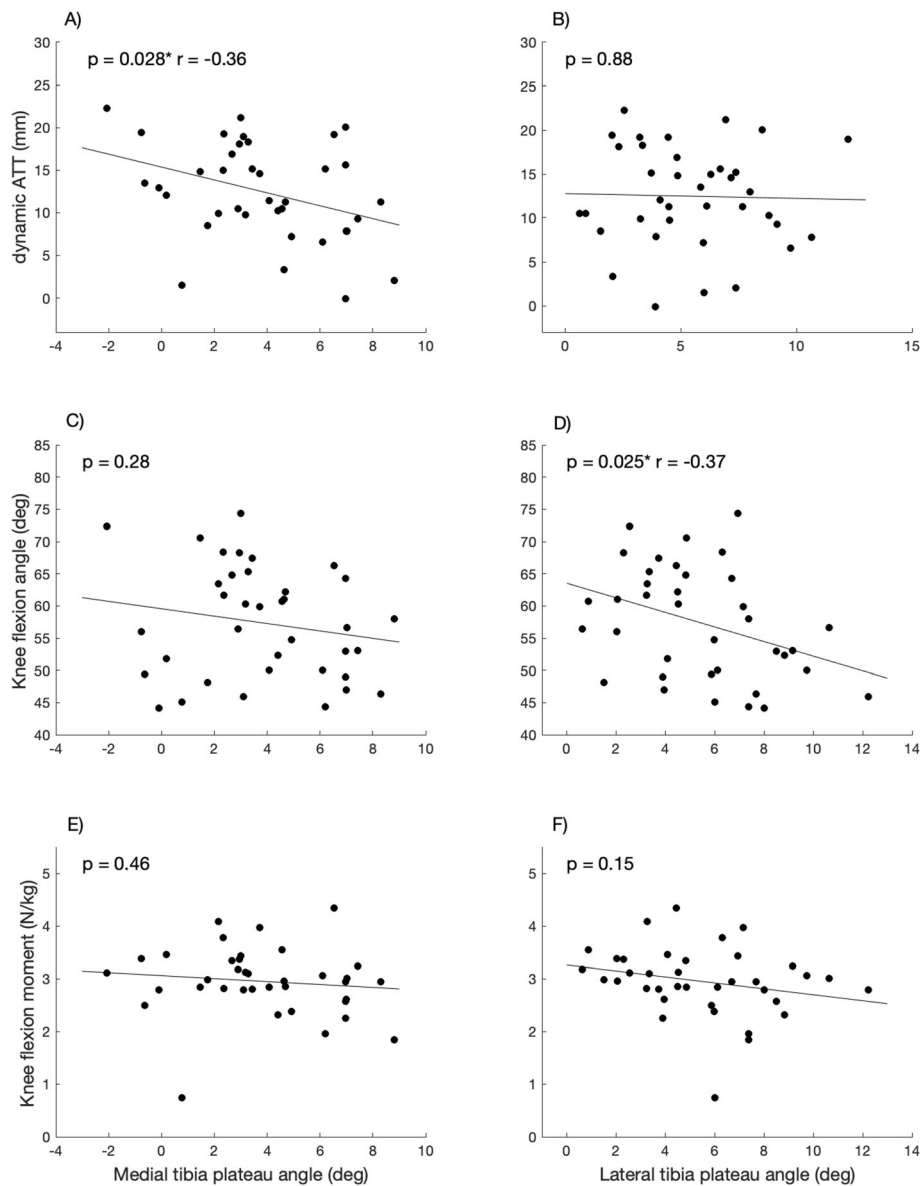 A)
B)
p = 0.028* r = -0.36
p = 0.88
dynamic ATT (mm)
30
25
20
15
10
5
0
-4 -2 0 2 4 6 8 10
30
25
20
15
10
5
0
0 5 10 15
C)
D)
p = 0.28
p = 0.025* r = -0.37
Knee flexion angle (deg)
85
80
75
70
65
60
55
50
45
40
-4 -2 0 2 4 6 8 10
85
80
75
70
65
60
55
50
45
40
0 2 4 6 8 10 12 14
E)
F)
p = 0.46
p = 0.15
Knee flexion moment (N/kg)
5
4
3
2
1
0
-4 -2 0 2 4 6 8 10
Medial tibia plateau angle (deg)
5
4
3
2
1
0
0 2 4 6 8 10 12 14
Lateral tibia plateau angle (deg)